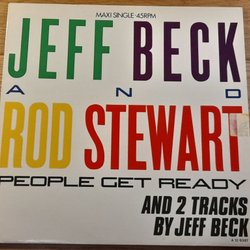 MAXI SINGLE·45RPM
JEFF BECK
AND
ROD STEWART
PEOPLE GET READY
AND 2 TRACKS
BY JEFF BECK